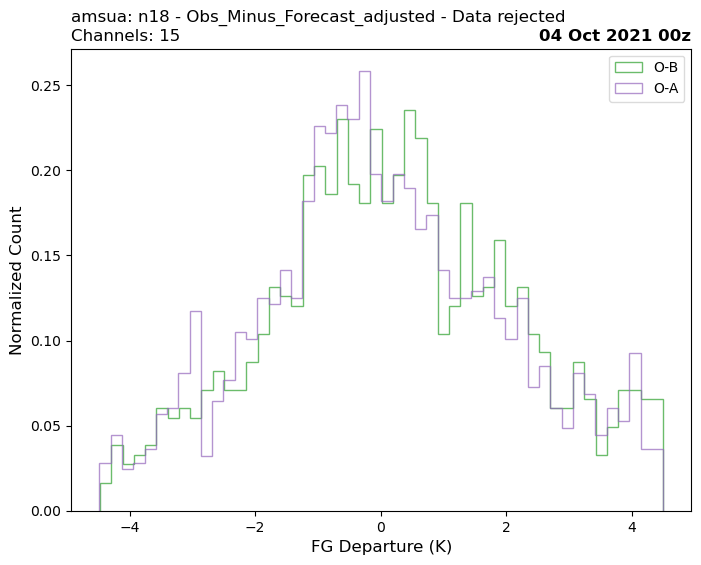 amsua: n18 - Obs_Minus_Forecast_adjusted - Data rejected
Channels: 15
04 Oct 2021 00z
O-B
O-A
Normalized Count
0.25
0.20
0.15
0.10
0.05
0.00
−4
−2
0
2
4
FG Departure (K)